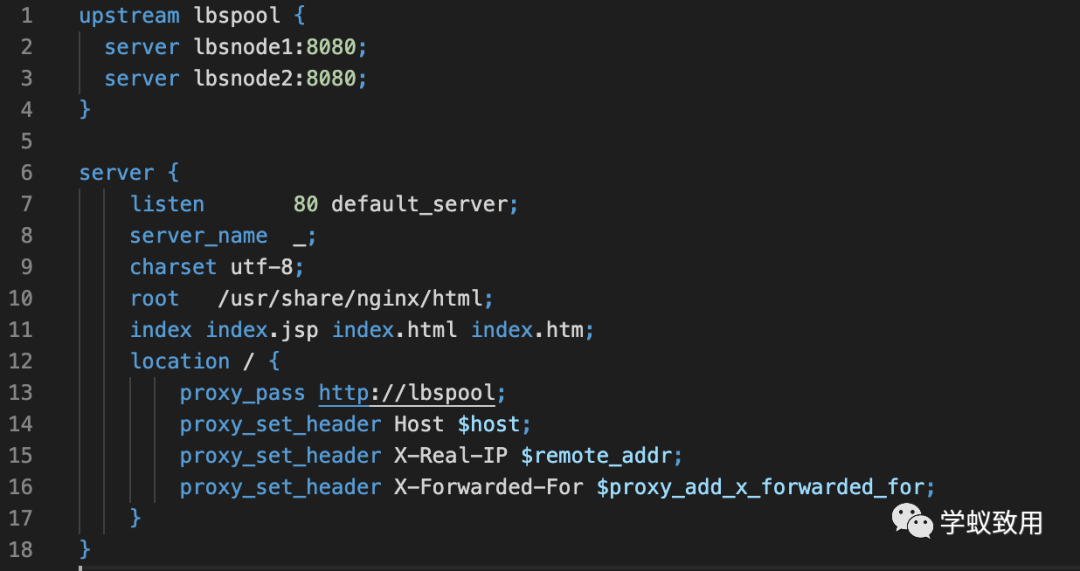 1 upstream lbspool {
2   server lbsnode1:8080;
3   server lbsnode2:8080;
4 }
5
6 server {
7     listen       80 default_server;
8     server_name  _;
9     charset utf-8;
10     root   /usr/share/nginx/html;
11     index index.jsp index.html index.htm;
12     location / {
13         proxy_pass http://lbspool;
14         proxy_set_header Host $host;
15         proxy_set_header X-Real-IP $remote_addr;
16         proxy_set_header X-Forwarded-For $proxy_add_x_forwarded_for;
17     }
18 }
学蚁致用